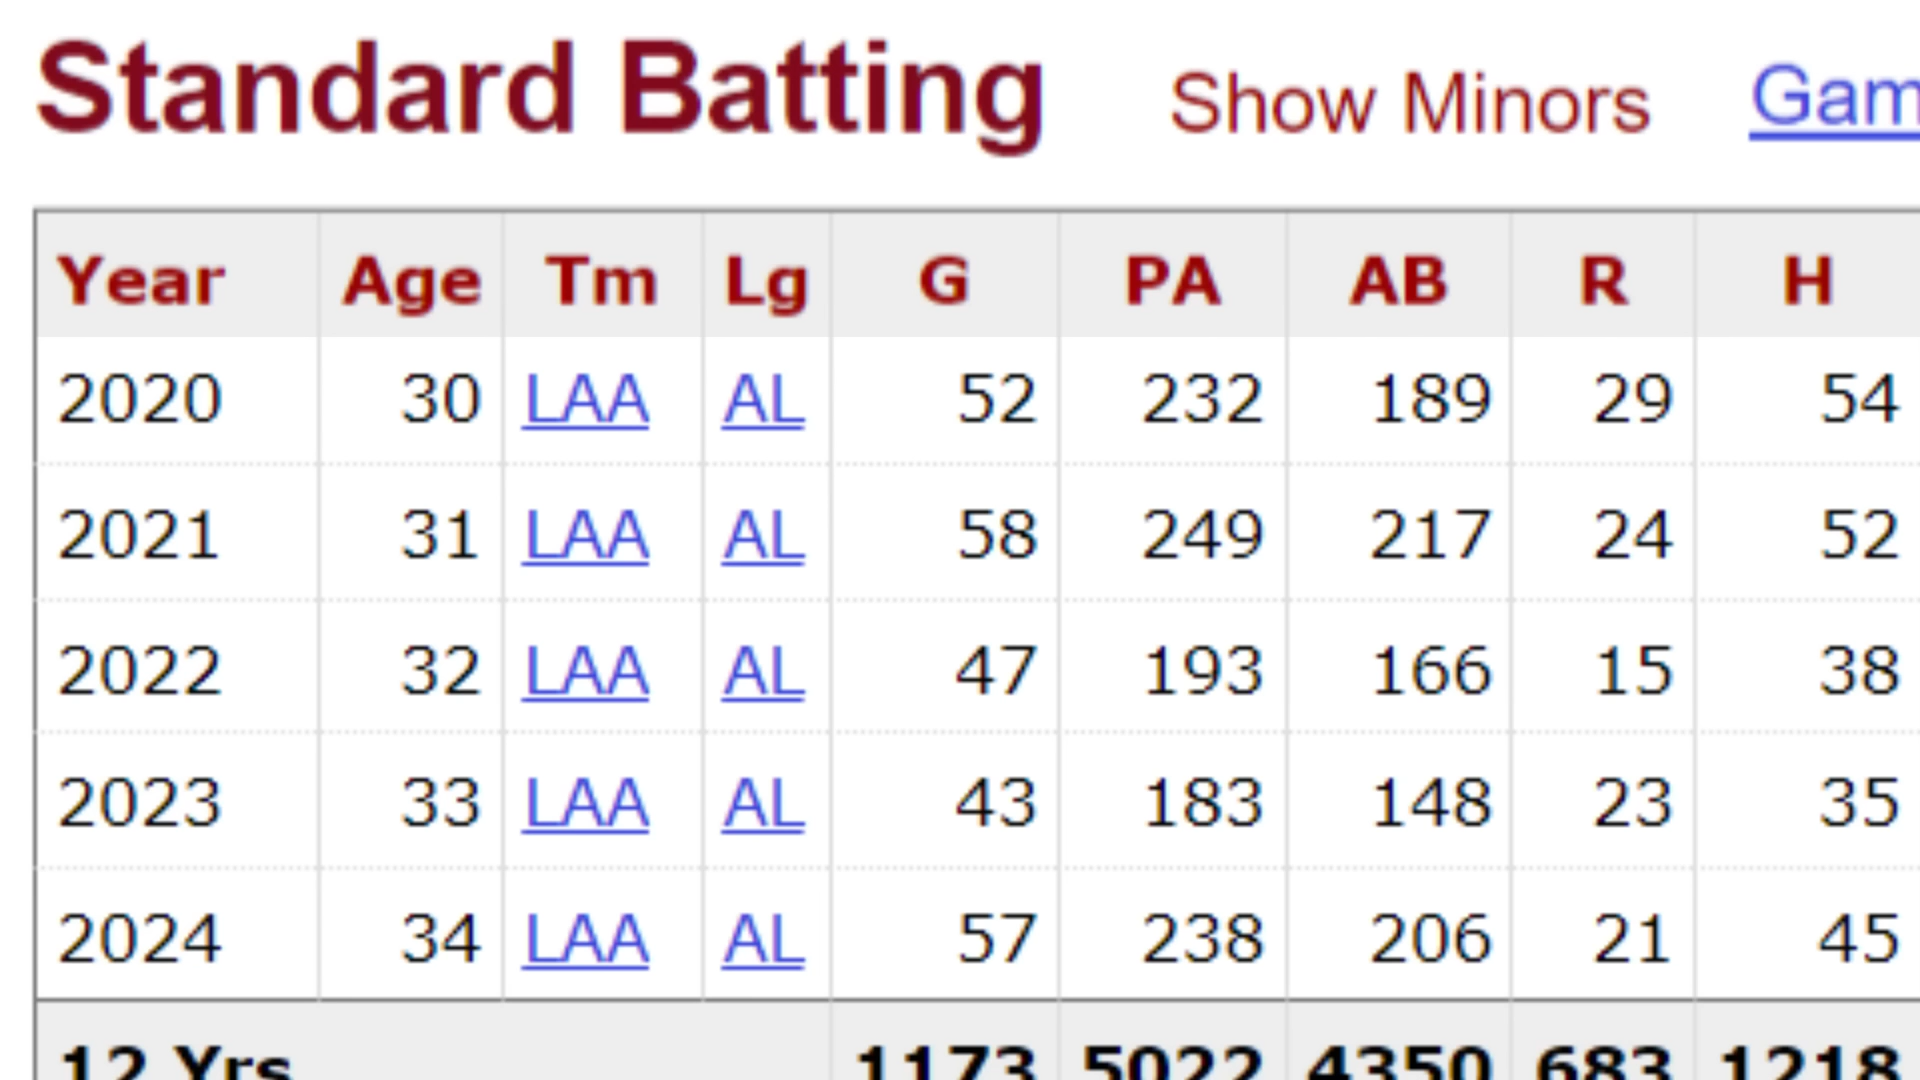 Standard Batting Show Minors Gam
Year Age Tm Lg G PA AB R H
2020 30 LAA AL 52 232 189 29 54
2021 31 LAA AL 58 249 217 24 52
2022 32 LAA AL 47 193 166 15 38
2023 33 LAA AL 43 183 148 23 35
2024 34 LAA AL 57 238 206 21 45
12 Yrs 1173 5022 4350 683 1218